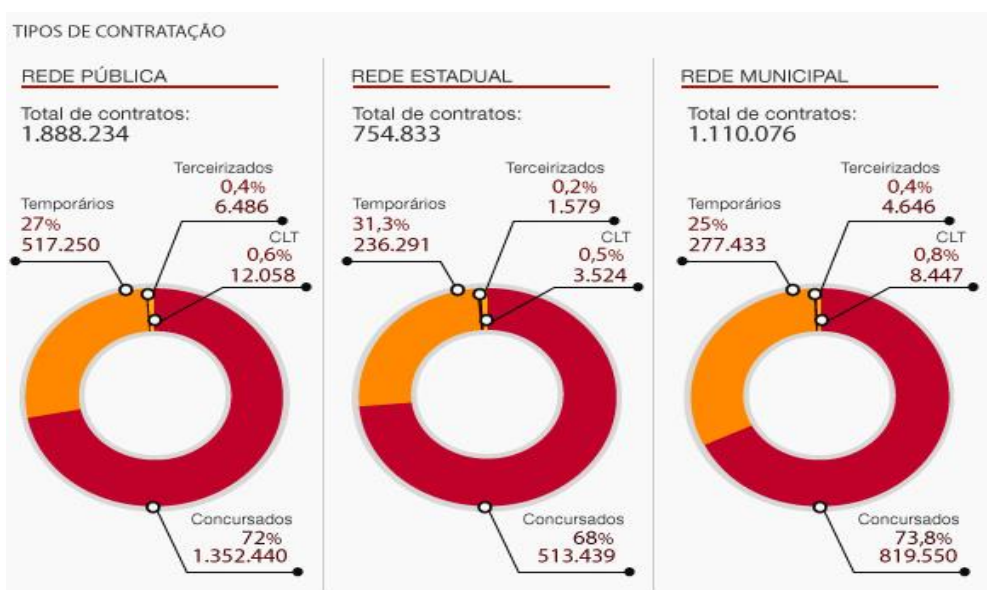 TIPOS DE CONTRATAÇÃO
REDE PÚBLICA
Total de contratos:
1.888.234
Terceirizados
0,4%
6.486
Temporários
27%
517.250
CLT
0,6%
12.058
Concursados
72%
1.352.440
REDE ESTADUAL
Total de contratos:
754.833
Terceirizados
0,2%
1.579
Temporários
31,3%
236.291
CLT
0,5%
3.524
Concursados
68%
513.439
REDE MUNICIPAL
Total de contratos:
1.110.076
Terceirizados
0,4%
4.646
Temporários
25%
277.433
CLT
0,8%
8.447
Concursados
73,8%
819.550